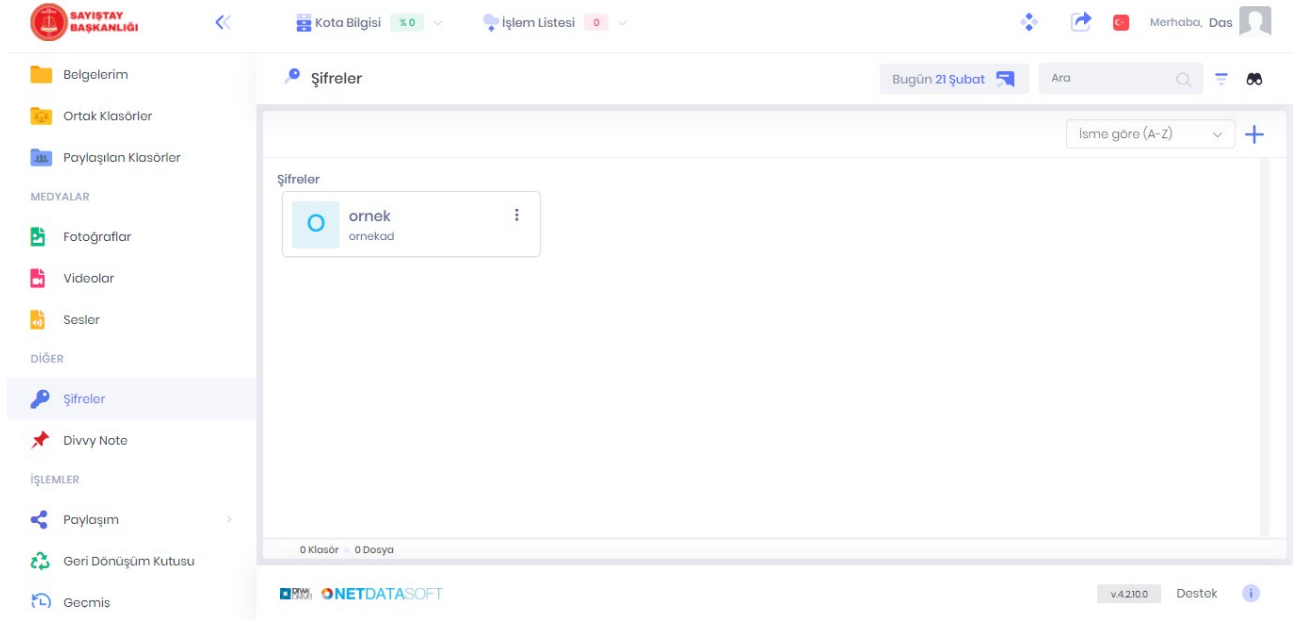 SAYIŞTAY
BAŞKANLIĞI
Kota Bilgisi % 0
İşlem Listesi 0
Merhaba, Das
Belgelerim
Ortak Klasörler
Paylaşılan Klasörler
MEDYALAR
Fotoğraflar
Videolar
Sesler
DİĞER
Şifreler
Divvy Note
İŞLEMLER
Paylaşım
Geri Dönüşüm Kutusu
Geçmiş
Şifreler
Bugün 21 Şubat
Ara
İsme göre (A-Z)
Şifreler
O
ornek
ornekad
0 Klasör 0 Dosya
NETDATASOFT
v.4.2.10.0
Destek
i